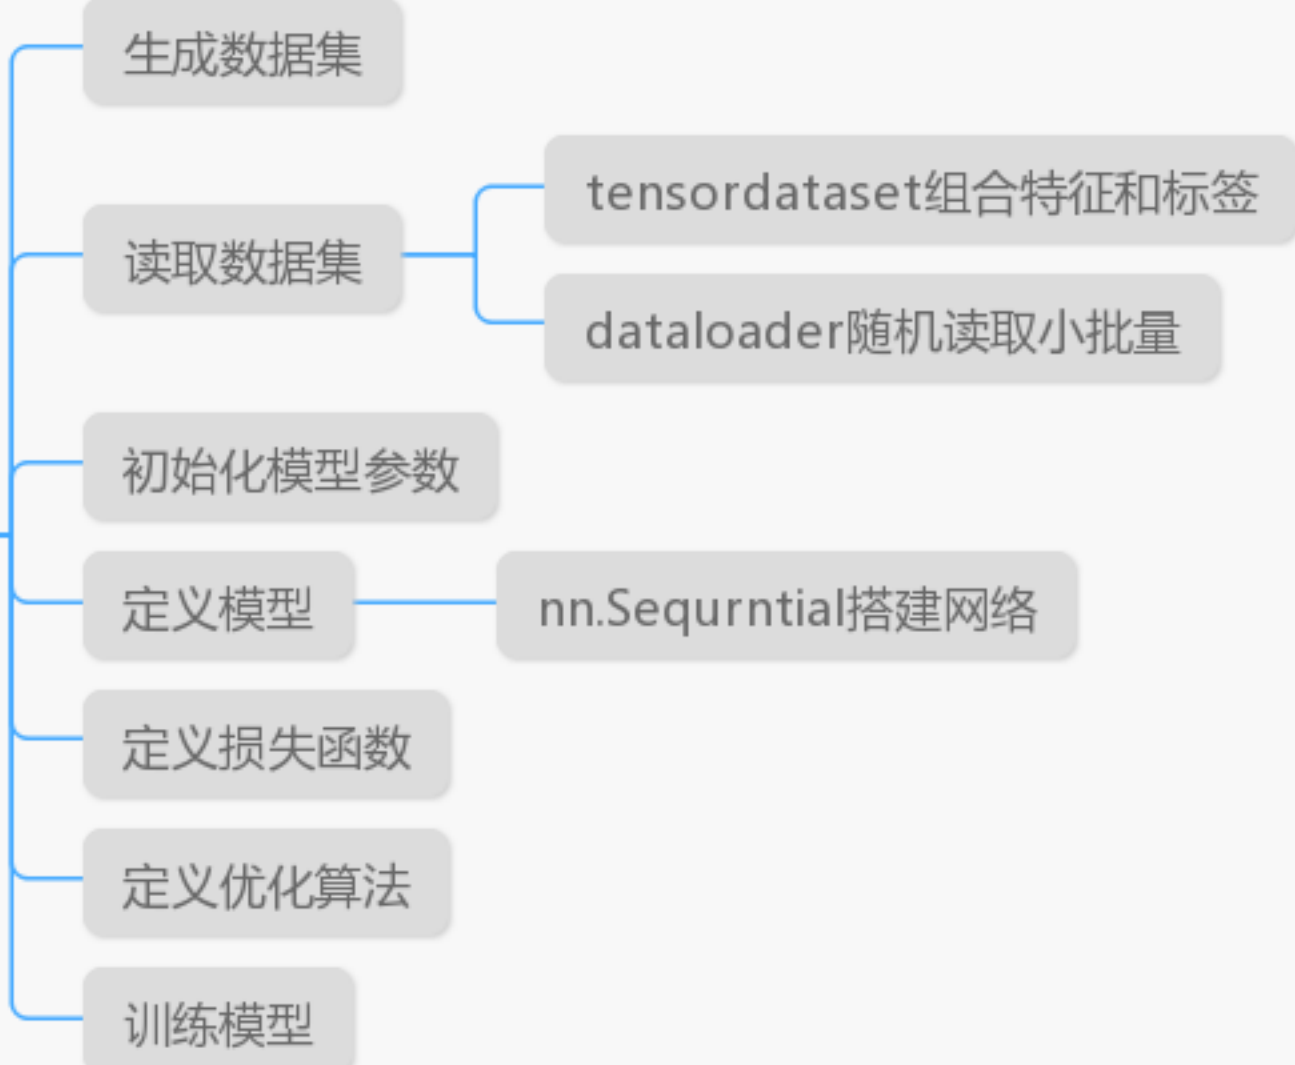 生成数据集
读取数据集
tensordataset组合特征和标签
dataloader随机读取小批量
初始化模型参数
定义模型
nn.Sequrntial搭建网络
定义损失函数
定义优化算法
训练模型